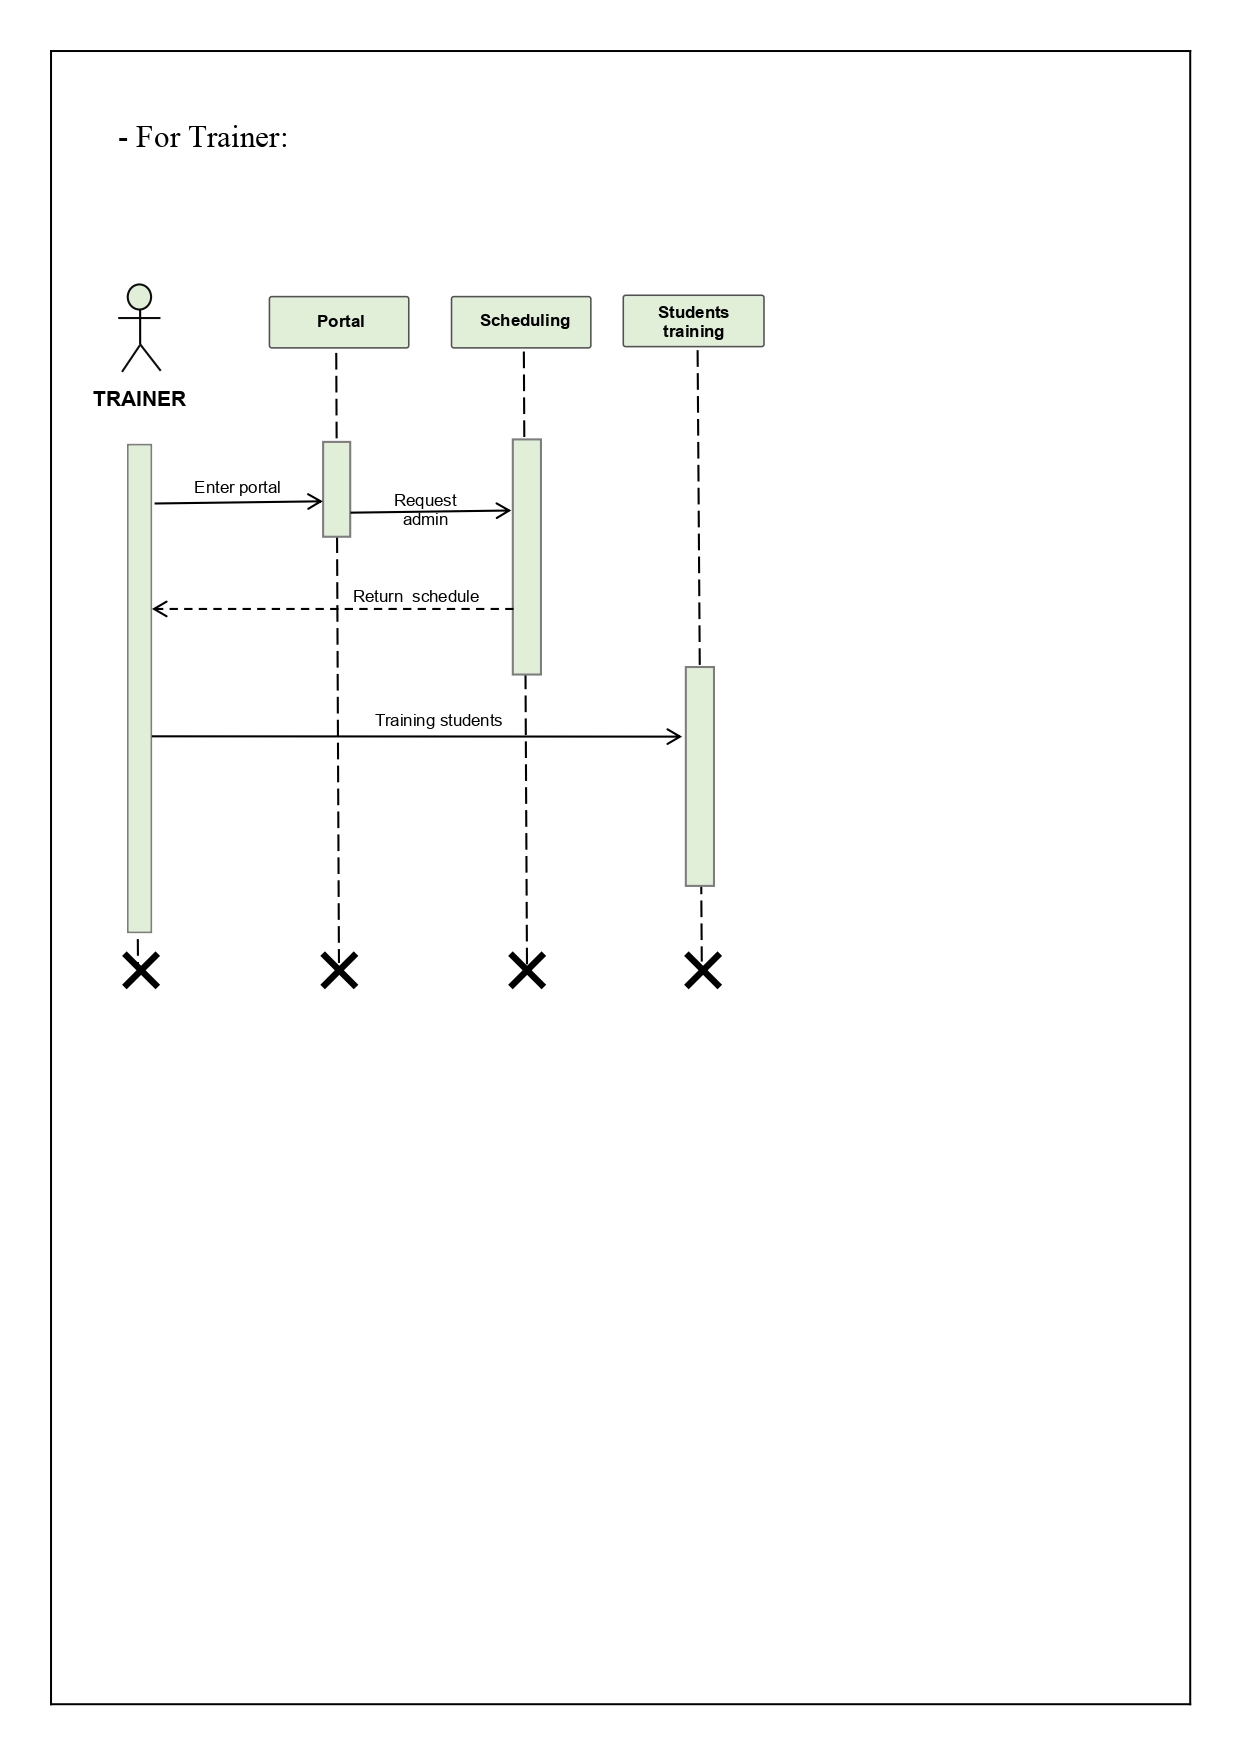 - For Trainer:
Portal
Scheduling
Students
training
TRAINER
Enter portal
Request
admin
Return  schedule
Training students